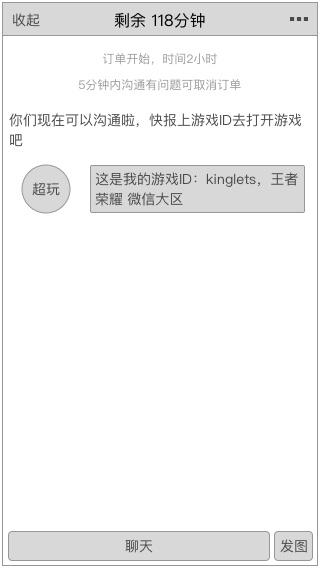 收起 剩余 118分钟
订单开始，时间2小时
5分钟内沟通有问题可取消订单
你们现在可以沟通啦，快报上游戏ID去打开游戏
吧
超玩
这是我的游戏ID：kinglets，王者
荣耀 微信大区
聊天 发图